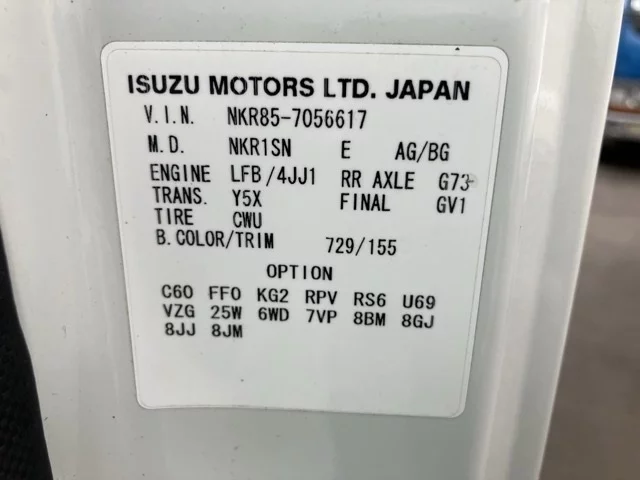 ISUZU MOTORS LTD. JAPAN
V.I.N. NKR85-7056617
M.D. NKR1SN E AG/BG
ENGINE LFB/4JJ1 RR AXLE G73
TRANS. Y5X FINAL GV1
TIRE CWU
B.COLOR/TRIM 729/155
OPTION
C60 FF0 KG2 RPV RS6 U69
VZG 25W 6WD 7VP 8BM 8GJ
8JJ 8JM